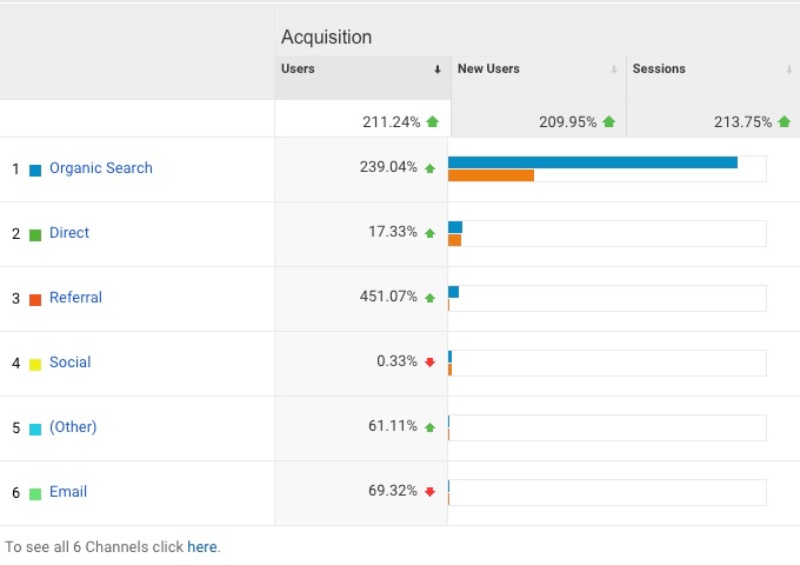 Acquisition
Users New Users Sessions
211.24% 209.95% 213.75%
1 Organic Search 239.04%
2 Direct 17.33%
3 Referral 451.07%
4 Social 0.33%
5 (Other) 61.11%
6 Email 69.32%
To see all 6 Channels click here.